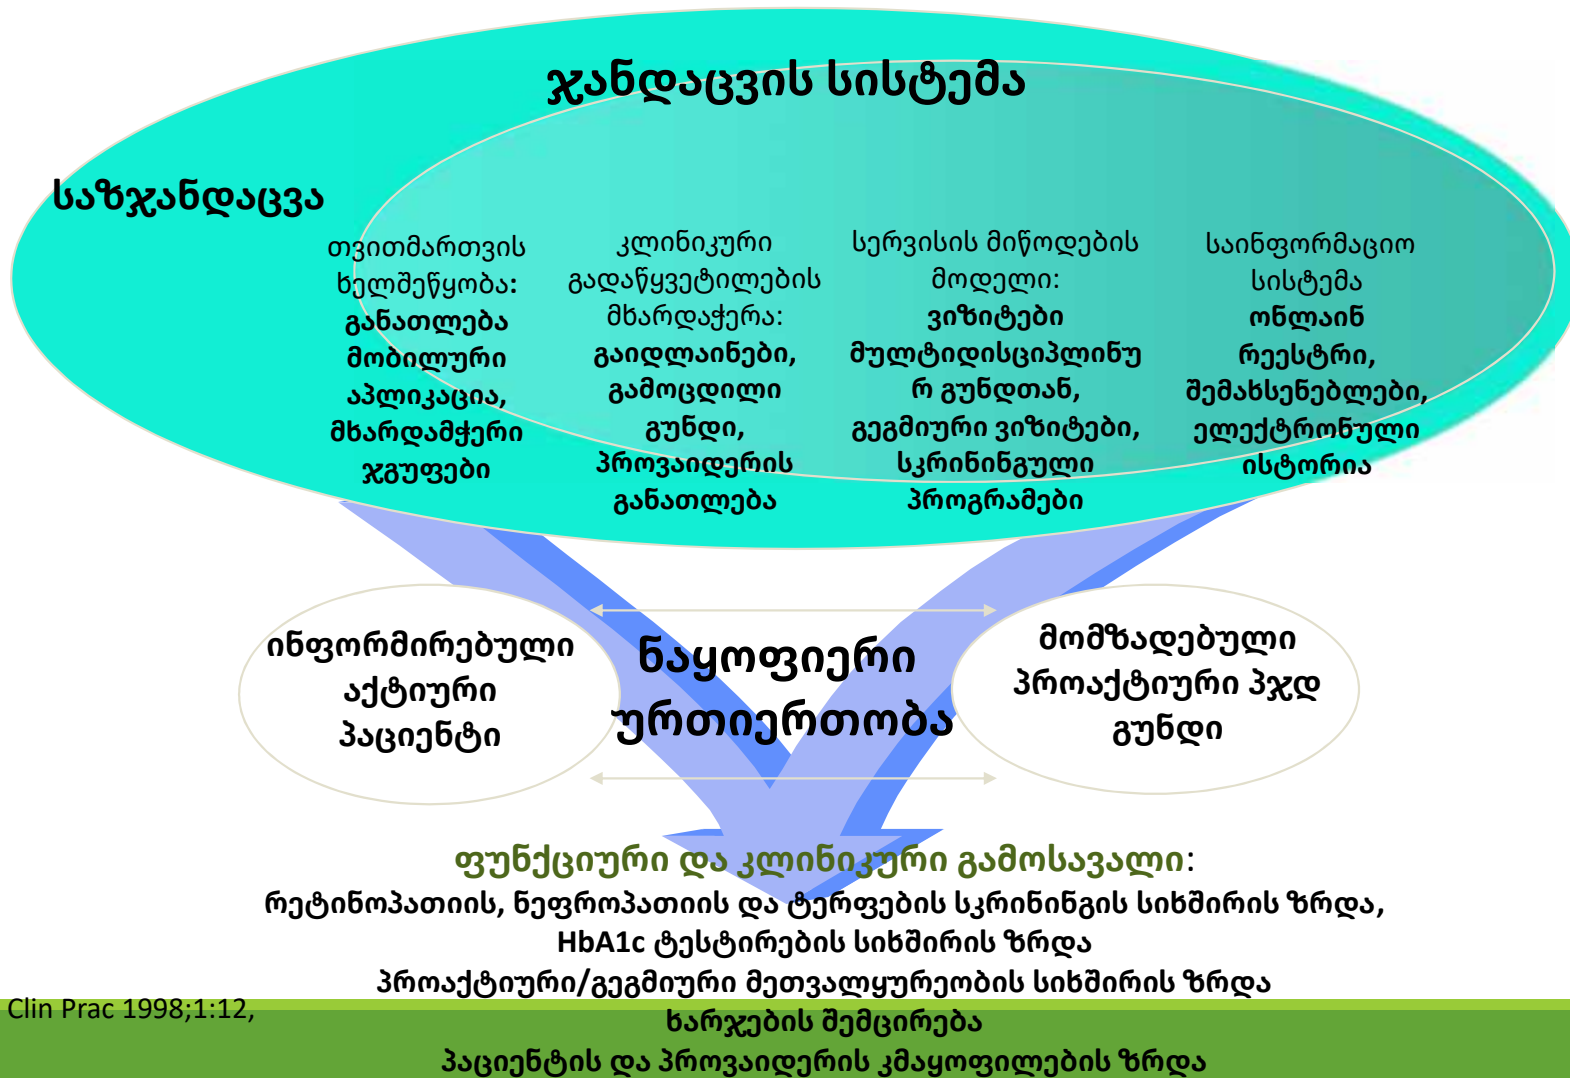 ჯანდაცვის სისტემა
საზჯანდაცვა
თვითმართვის
ხელშეწყობა:
განათლება
მობილური
აპლიკაცია,
მხარდამჭერი
ჯგუფები
კლინიკური
გადაწყვეტილების
მხარდაჭერა:
გაიდლაინები,
გამოცდილი
გუნდი,
პროვაიდერის
განათლება
სერვისის მიწოდების
მოდელი:
ვიზიტები
მულტიდისციპლინუ
რ გუნდთან,
გეგმიური ვიზიტები,
სკრინინგული
პროგრამები
საინფორმაციო
სისტემა
ონლაინ
რეესტრი,
შემახსენებლები,
ელექტრონული
ისტორია
ინფორმირებული
აქტიური
პაციენტი
ნაყოფიერი
ურთიერთობა
მომზადებული
პროაქტიური პჯდ
გუნდი
ფუნქციური და კლინიკური გამოსავალი:
რეტინოპათიის, ნეფროპათიის და ტერფების სკრინინგის სიხშირის ზრდა,
HbA1c ტესტირების სიხშირის ზრდა
პროაქტიური/გეგმიური მეთვალყურეობის სიხშირის ზრდა
Clin Prac 1998;1:12,
ხარჯების შემცირება
პაციენტის და პროვაიდერის კმაყოფილების ზრდა